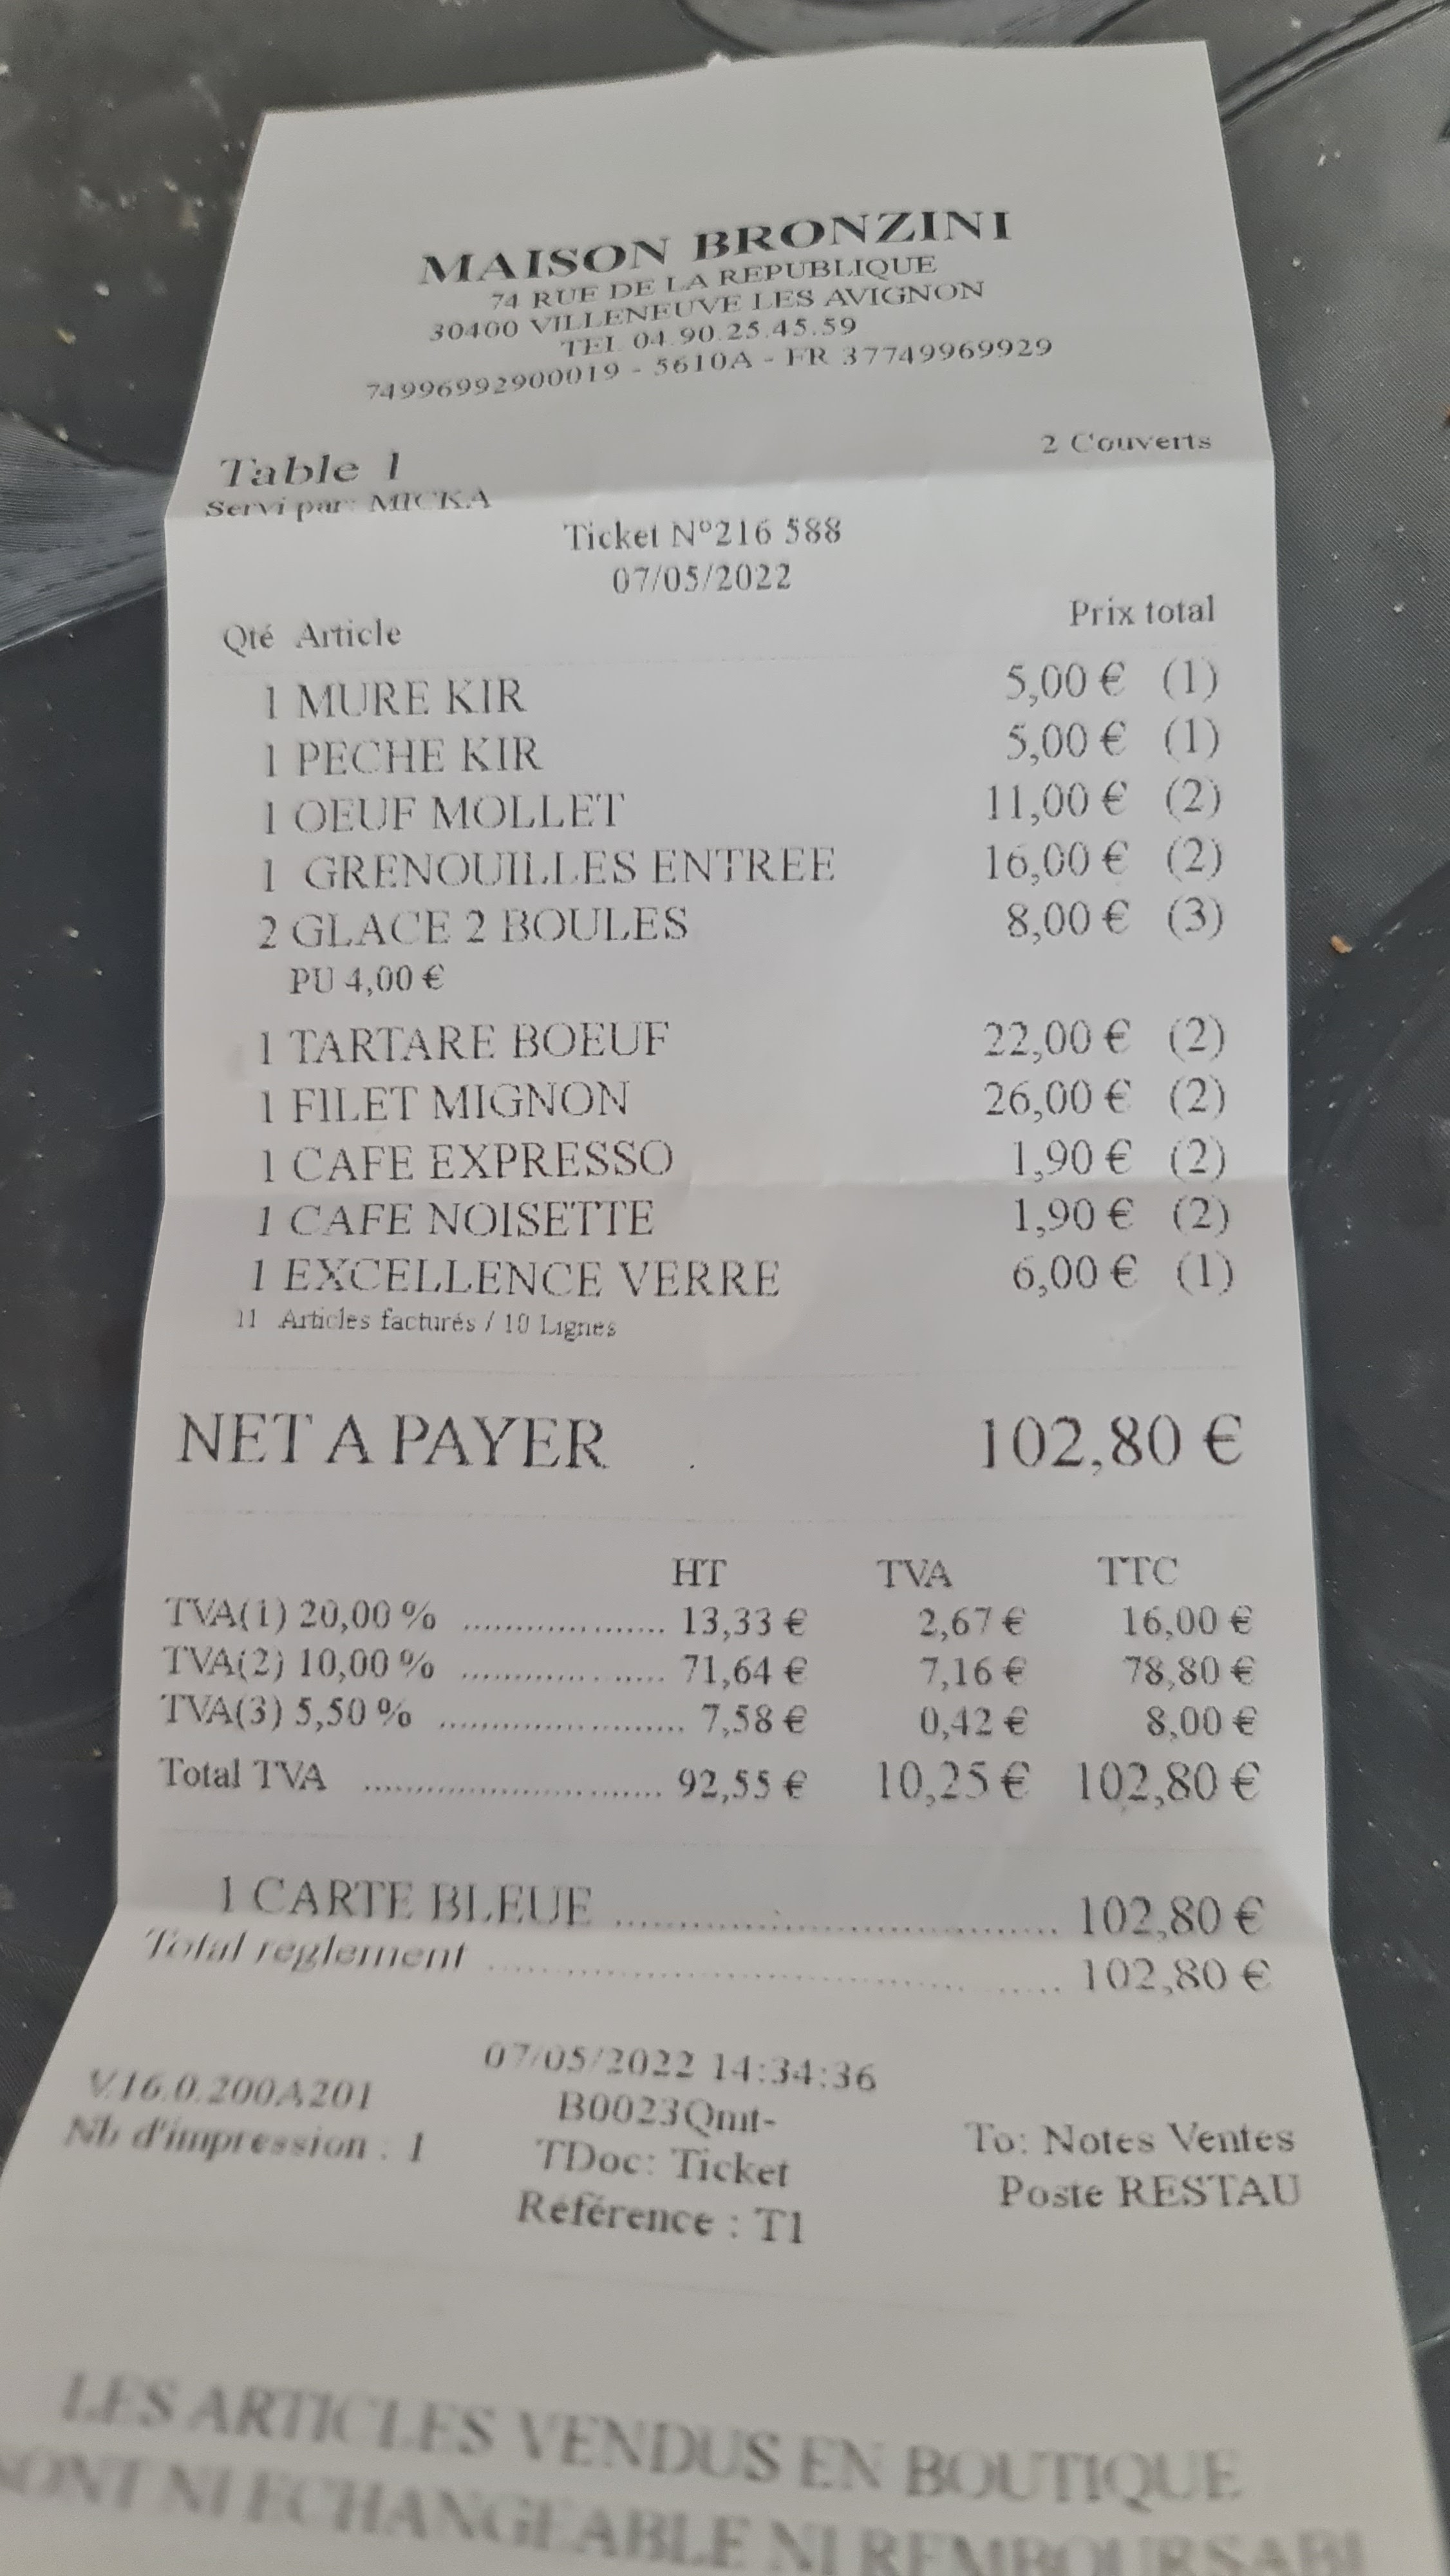 MAISON BRONZINI
74 RUE DE LA REPUBLIQUE
30400 VILLENEUVE LES AVIGNON
TEL 04.90.25.45.59
74996992900019 - 5610A - FR 37749969929
Table 1 2 Couverts
Servi par: MICKA
Ticket N°216 588
07/05/2022
Qté Article Prix total
1 MURE KIR 5,00 € (1)
1 PECHE KIR 5,00 € (1)
1 OEUF MOLLET 11,00 € (2)
1 GRENOUILLES ENTREE 16,00 € (2)
2 GLACE 2 BOULES 8,00 € (3)
PU 4,00 €
1 TARTARE BOEUF 22,00 € (2)
1 FILET MIGNON 26,00 € (2)
1 CAFE EXPRESSO 1,90 € (2)
1 CAFE NOISETTE 1,90 € (2)
1 EXCELLENCE VERRE 6,00 € (1)
11 Articles facturés / 10 Lignes
NET A PAYER 102,80 €
HT TVA TTC
TVA(1) 20,00 % ..................... 13,33 € 2,67 € 16,00 €
TVA(2) 10,00 % ..................... 71,64 € 7,16 € 78,80 €
TVA(3) 5,50 % ......................... 7,58 € 0,42 € 8,00 €
Total TVA ............................... 92,55 € 10,25 € 102,80 €
1 CARTE BLEUE ............................................. 102,80 €
Total reglement ......................................................... 102,80 €
07/05/2022 14:34:36
V.16.0.200A201 B0023Qmt-
Nb d'impression : 1 TDoc: Ticket To: Notes Ventes
Référence : T1 Poste RESTAU
LES ARTICLES VENDUS EN BOUTIQUE
SONT NI ECHANGEABLE NI REMBOURSABL